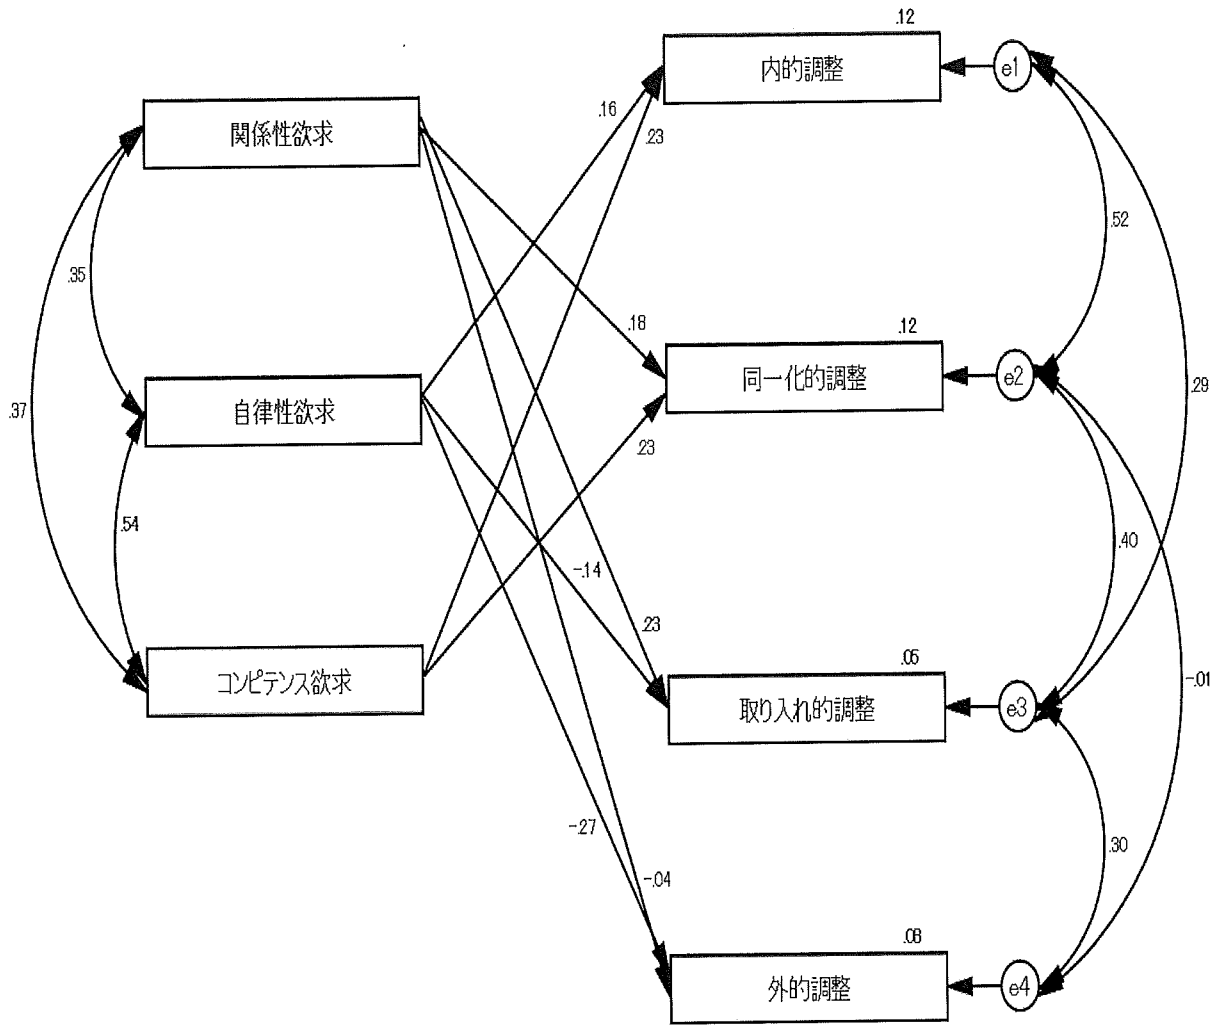 .12
内的調整
e1
関係性欲求
.16
.23
.52
.35
.18
.12
同一化的調整
e2
.29
.37
自律性欲求
.23
.54
-.14
.40
.23
.05
コンピテンス欲求
取り入れ的調整
e3
-.01
-.27
.30
-.04
.08
外的調整
e4